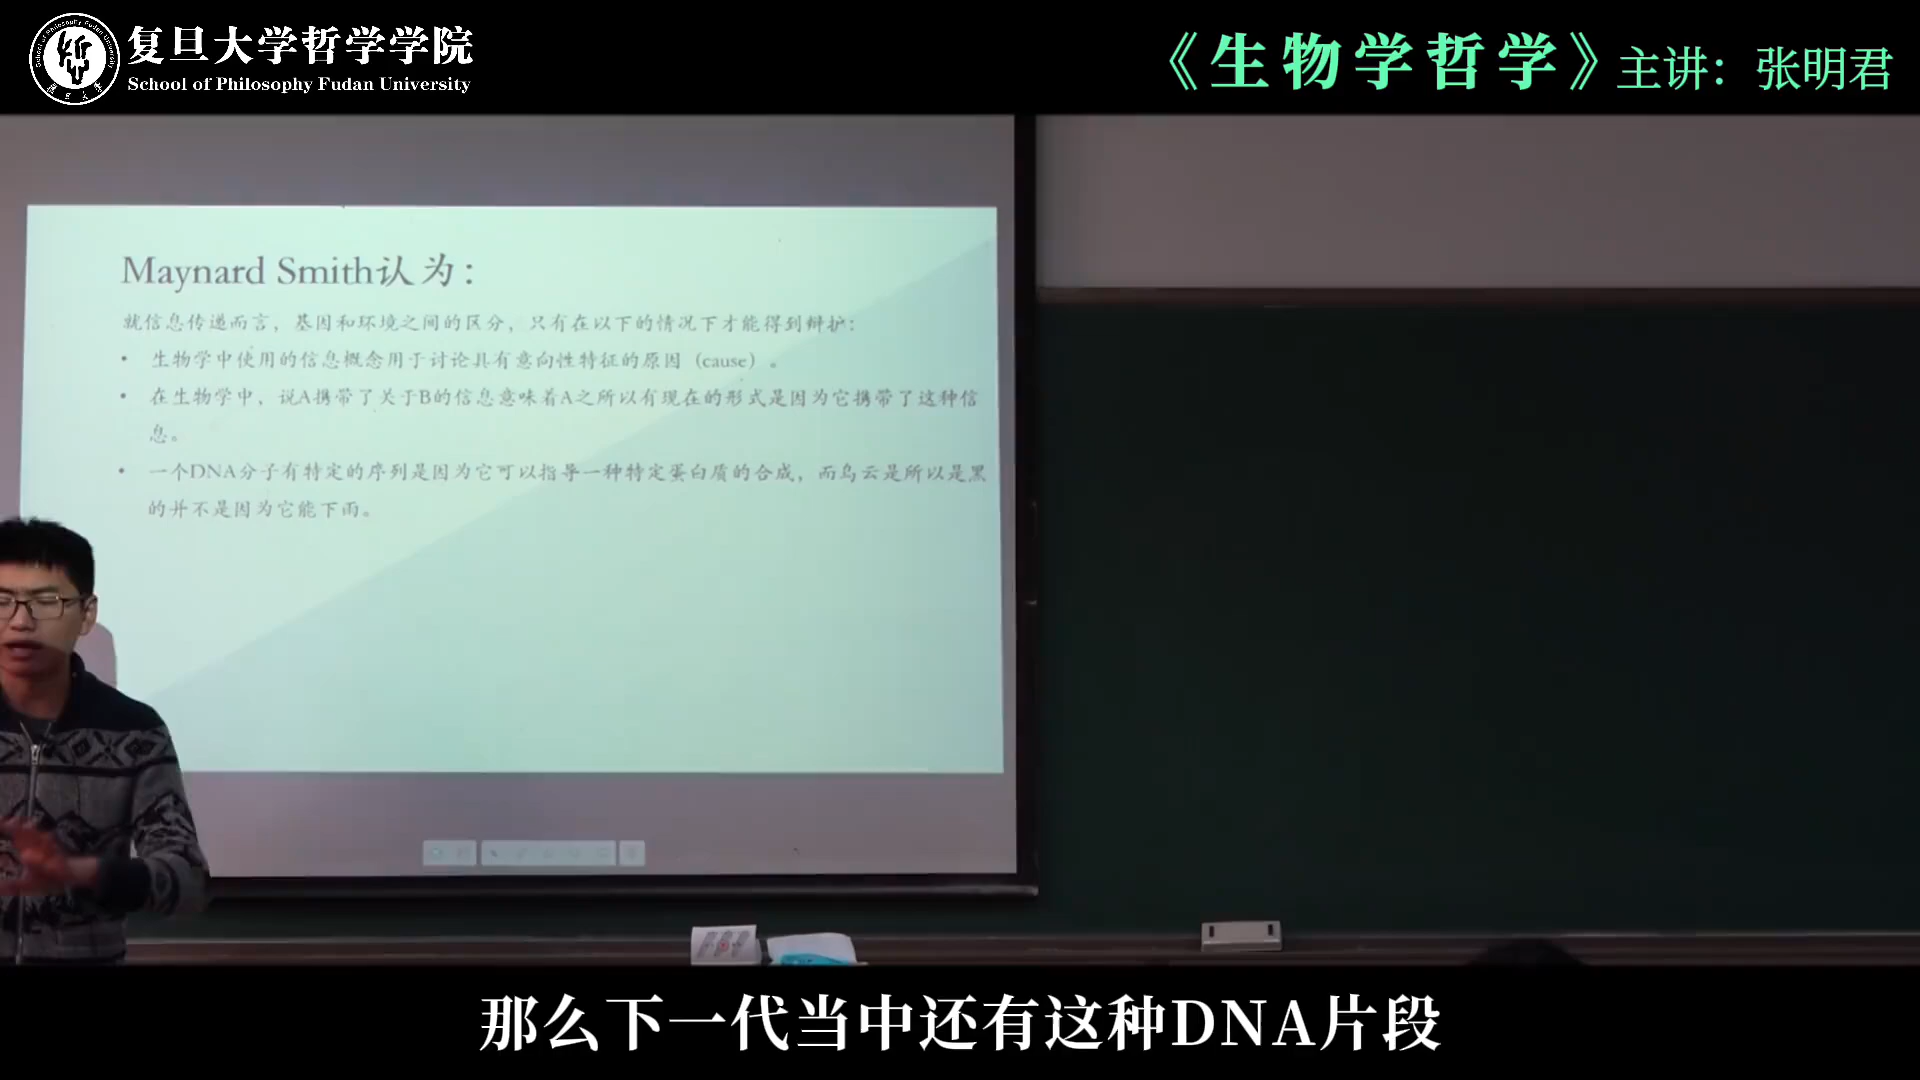 复旦大学哲学学院
School of Philosophy Fudan University
《生物学哲学》主讲：张明君
Maynard Smith认为：
就信息传递而言，基因和环境之间的区分，只有在以下的情况下才能得到辩护：
• 生物学中使用的信息概念用于讨论具有意向性特征的原因（cause）。
• 在生物学中，说A携带了关于B的信息意味着A之所以有现在的形式是因为它携带了这种信
息。
• 一个DNA分子有特定的序列是因为它可以指导一种特定蛋白质的合成，而乌云是所以是黑
的并不是因为它能下雨。
那么下一代当中还有这种DNA片段